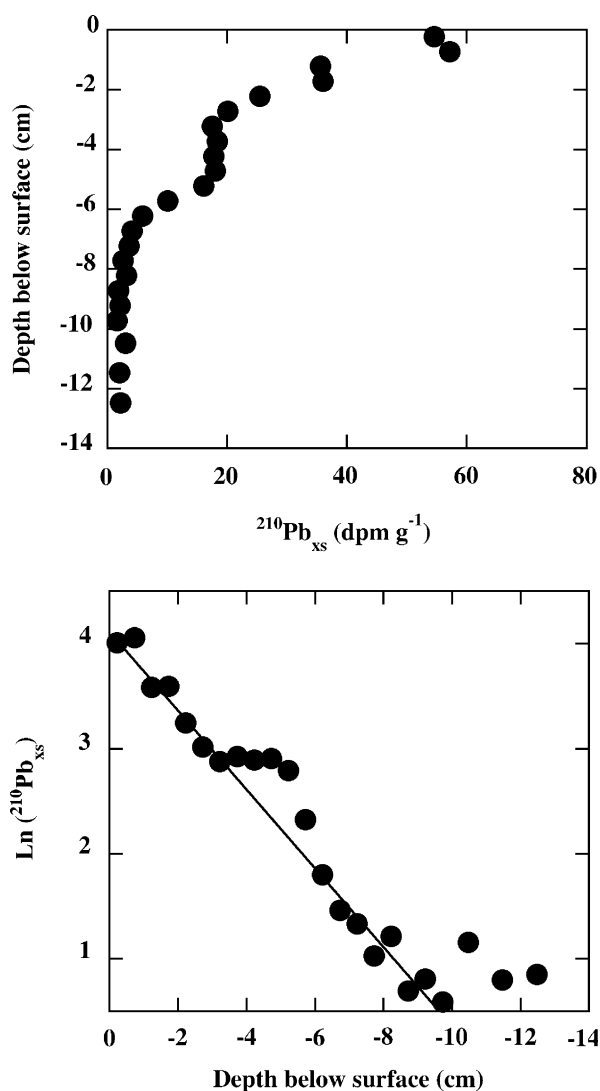 0
-2
-4
-6
-8
-10
-12
-14
Depth below surface (cm)
0 20 40 60 80
²¹⁰Pbₓₛ (dpm g⁻¹)
4
3
2
1
Ln (²¹⁰Pbₓₛ)
0 -2 -4 -6 -8 -10 -12 -14
Depth below surface (cm)